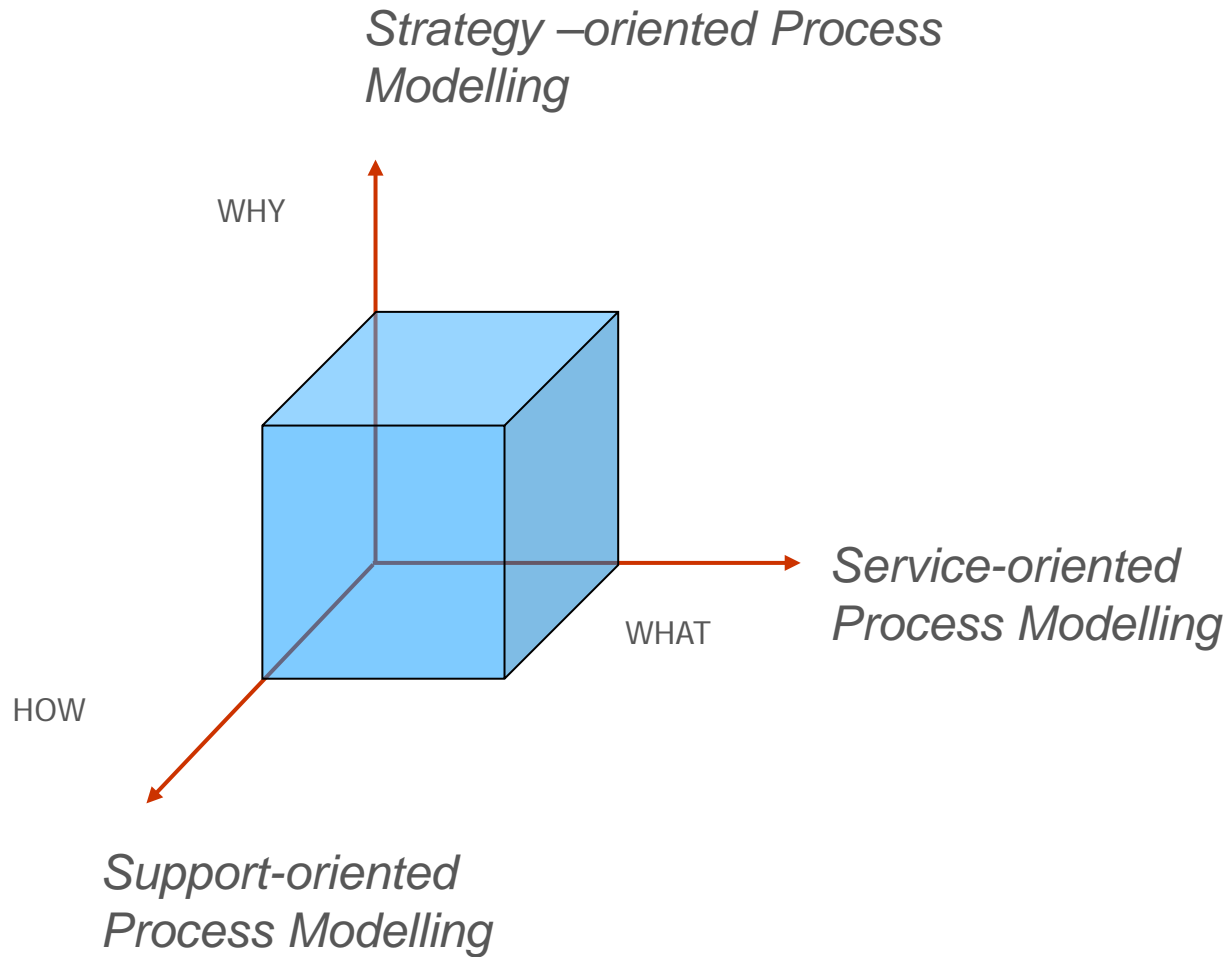 Strategy –oriented Process
Modelling
WHY
Service-oriented
Process Modelling
WHAT
HOW
Support-oriented
Process Modelling